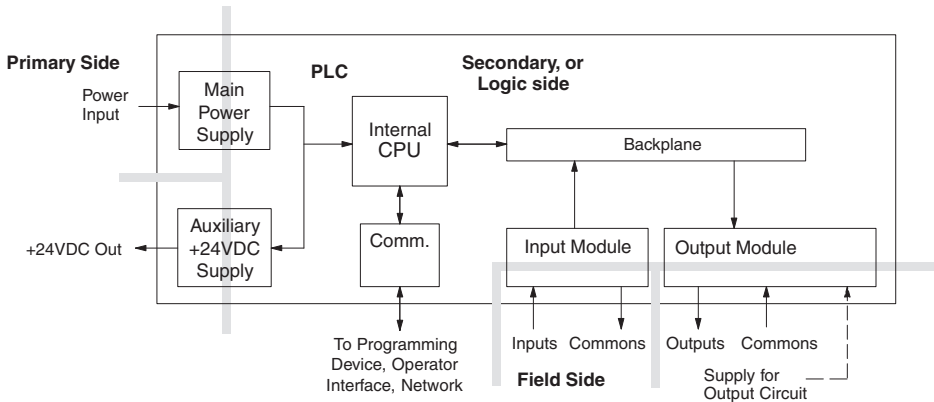 Primary Side
Power
Input
Main
Power
Supply
PLC
Secondary, or
Logic side
Internal
CPU
Backplane
+24VDC Out
Auxiliary
+24VDC
Supply
Comm.
Input Module
Output Module
To Programming
Device, Operator
Interface, Network
Inputs
Commons
Outputs
Commons
Field Side
Supply for
Output Circuit